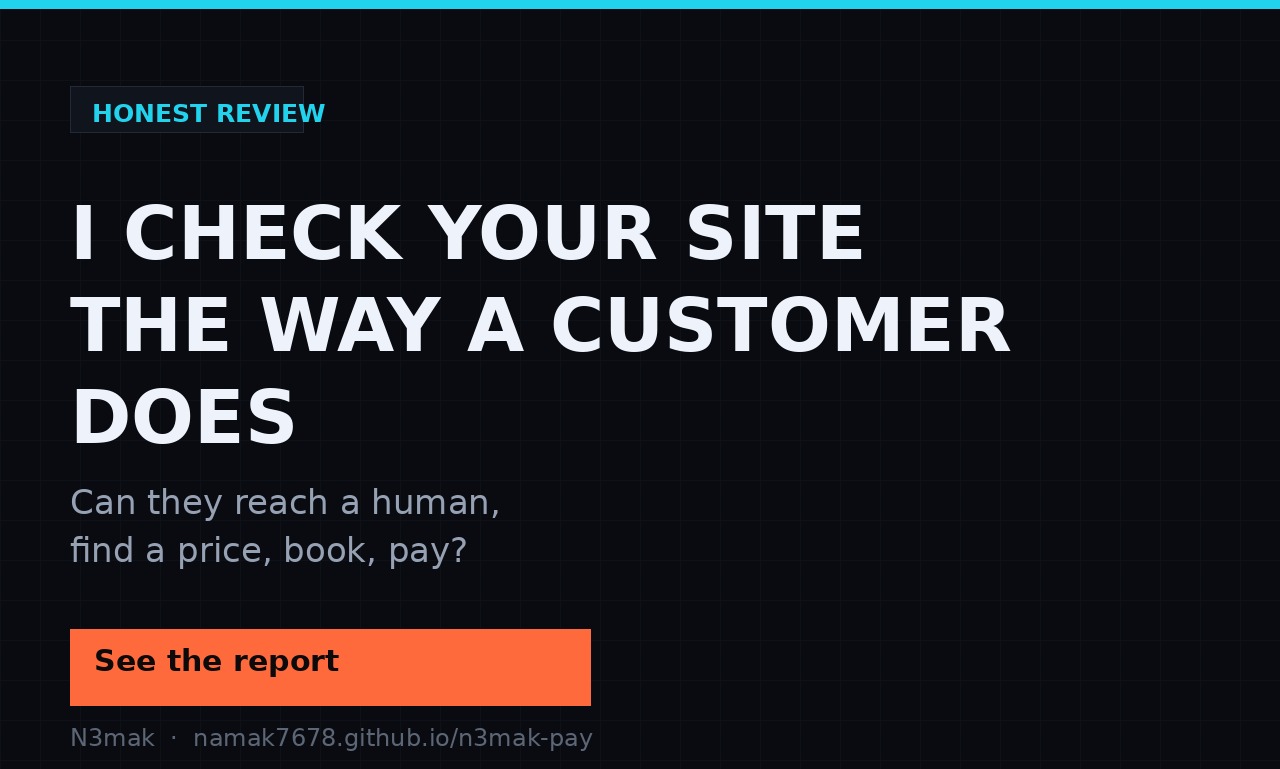 HONEST REVIEW
I CHECK YOUR SITE
THE WAY A CUSTOMER
DOES
Can they reach a human,
find a price, book, pay?
See the report
N3mak · namak7678.github.io/n3mak-pay